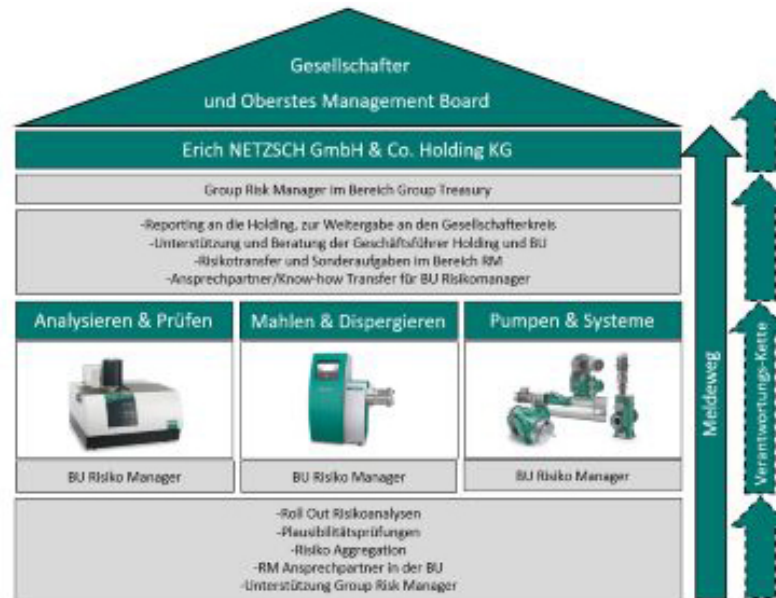 Gesellschafter
und Oberstes Management Board
Erich NETZSCH GmbH & Co. Holding KG
Group Risk Manager im Bereich Group Treasury
-Reporting an die Holding, zur Weitergabe an den Gesellschafterkreis
-Unterstützung und Beratung der Geschäftsführer Holding und BU
-Risikotransfer und Sonderaufgaben im Bereich RM
-Ansprechpartner/Know-how Transfer für BU Risikomanager
Analysieren & Prüfen
Mahlen & Dispergieren
Pumpen & Systeme
BU Risiko Manager
BU Risiko Manager
BU Risiko Manager
-Roll Out Risikoanalysen
-Plausibilitätsprüfungen
-Risiko Aggregation
-RM Ansprechpartner in der BU
-Unterstützung Group Risk Manager
Meldeweg
Verantwortungs-Kette